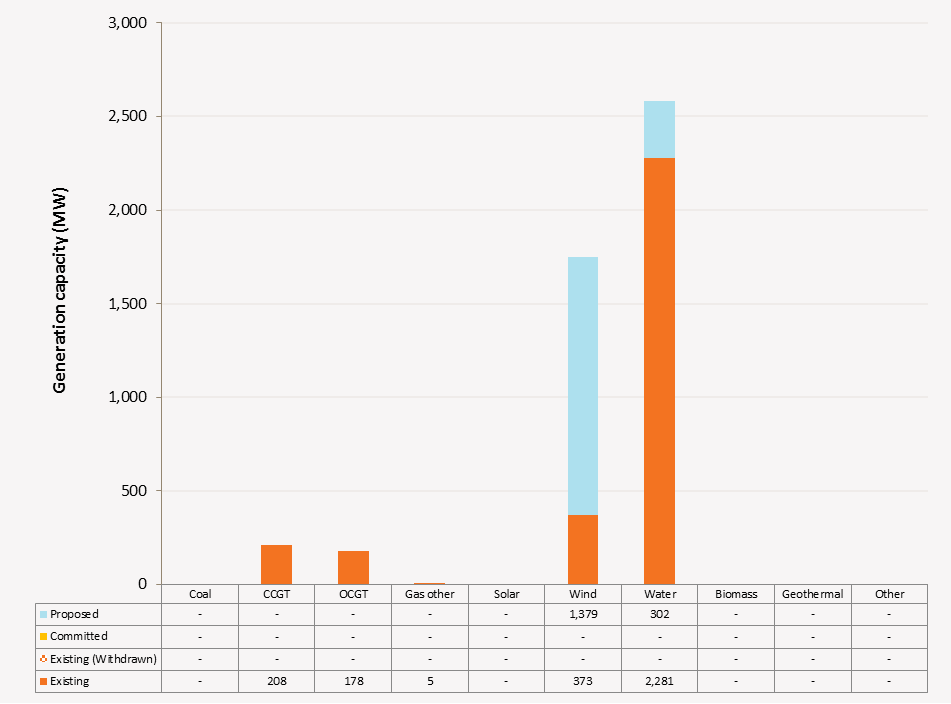 3,000
2,500
2,000
1,500
1,000
500
0
Generation capacity (MW)
Coal CCGT OCGT Gas other Solar Wind Water Biomass Geothermal Other
Proposed - - - - - 1,379 302 - - -
Committed - - - - - - - - - -
Existing (Withdrawn) - - - - - - - - - -
Existing - 208 178 5 - 373 2,281 - - -